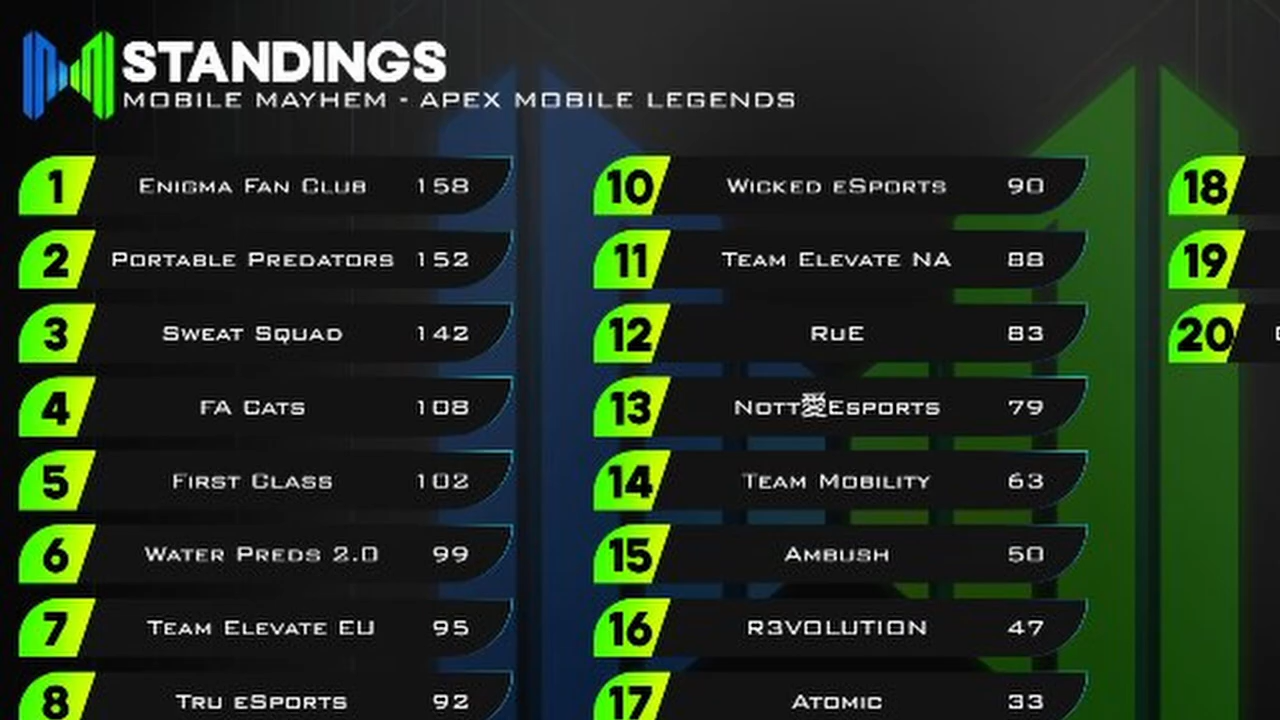 STANDINGS
MOBILE MAYHEM - APEX MOBILE LEGENDS
1 ENIGMA FAN CLUB 158
2 PORTABLE PREDATORS 152
3 SWEAT SQUAD 142
4 FA CATS 108
5 FIRST CLASS 102
6 WATER PREDS 2.0 99
7 TEAM ELEVATE EU 95
8 TRU ESPORTS 92
10 WICKED ESPORTS 90
11 TEAM ELEVATE NA 88
12 RUE 83
13 NOTT愛ESPORTS 79
14 TEAM MOBILITY 63
15 AMBUSH 50
16 R3VOLUTION 47
17 ATOMIC 33
18
19
20